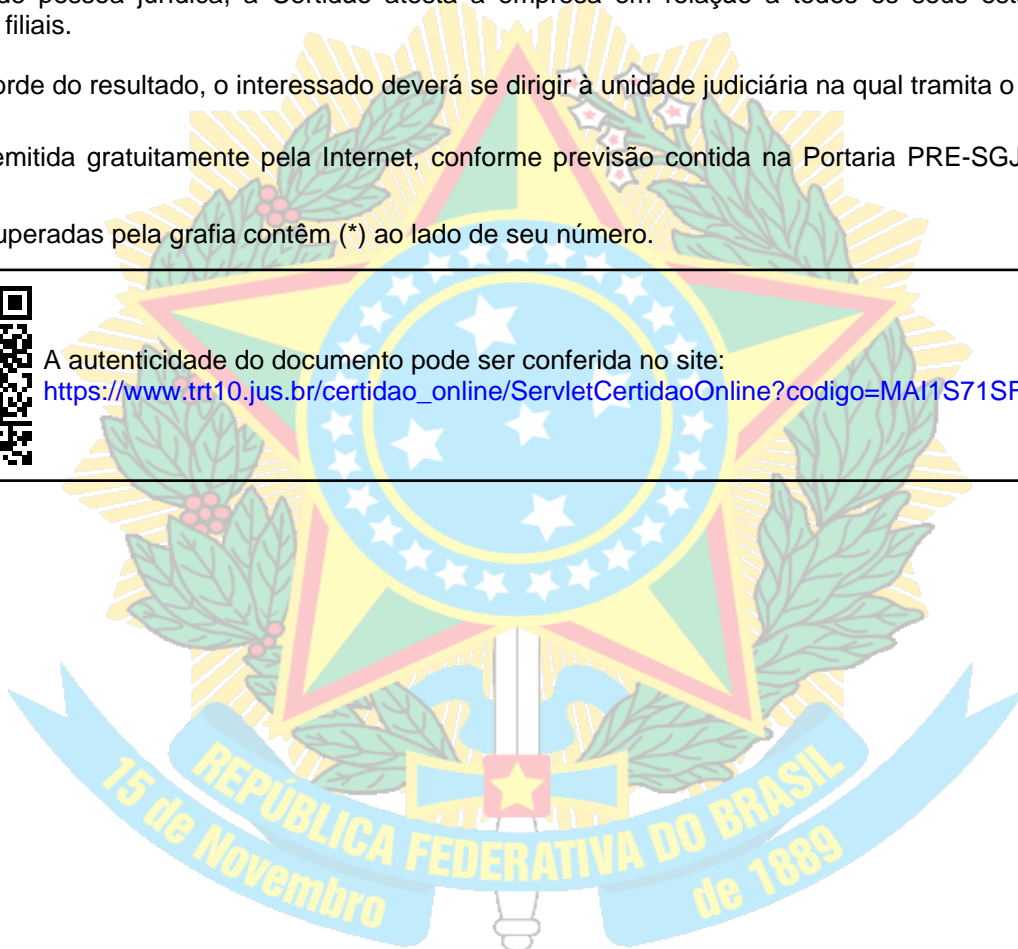 de pessoa jurídica, a Certidão atesta a empresa em relação a todos os seus
filiais.
orde do resultado, o interessado deverá se dirigir à unidade judiciária na qual tramita o
emitida gratuitamente pela Internet, conforme previsão contida na Portaria PRE-SGJ
uperadas pela grafia contêm (*) ao lado de seu número.
A autenticidade do documento pode ser conferida no site:
https://www.trt10.jus.br/certidao_online/ServletCertidaoOnline?codigo=MAI1S71S
REPÚBLICA FEDERATIVA DO BRASIL
15 de Novembro de 1889